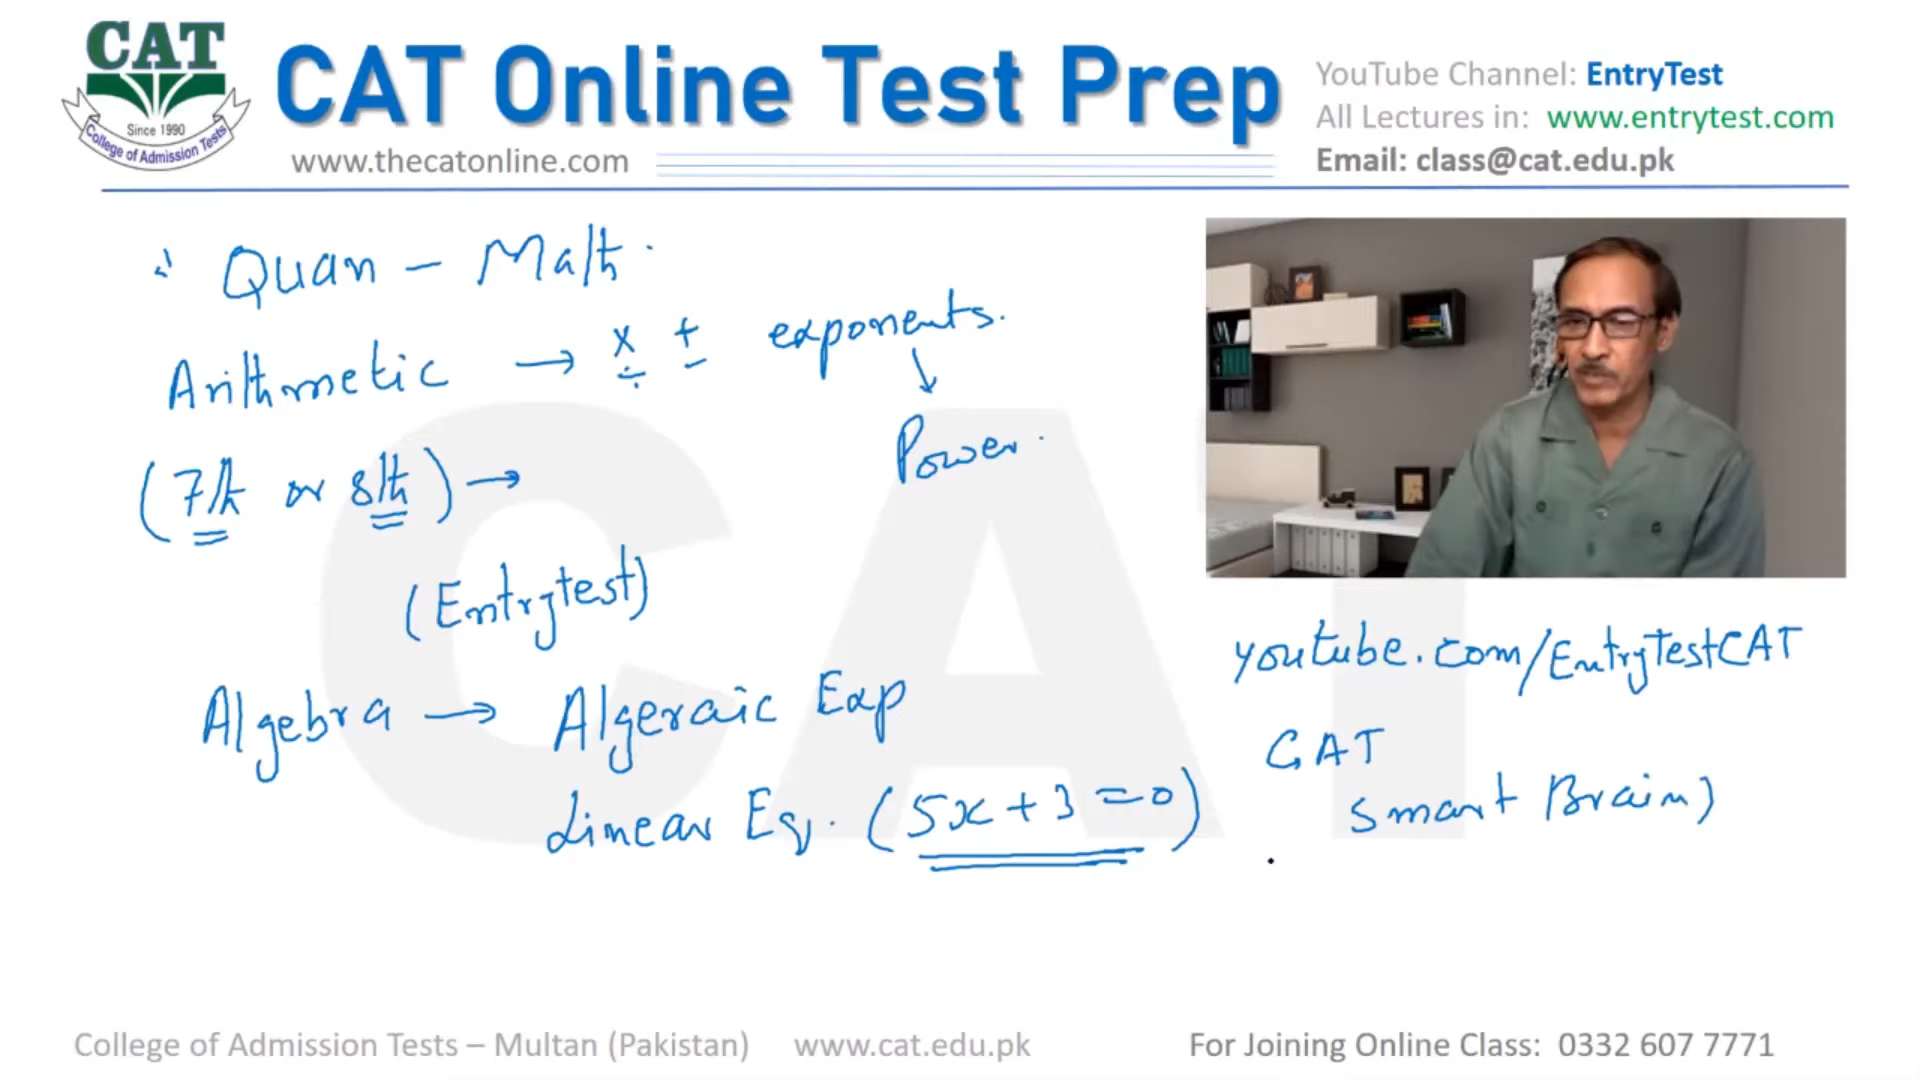 CAT
Since 1990
College of Admission Tests
CAT Online Test Prep
www.thecatonline.com
YouTube Channel: EntryTest
All Lectures in: www.entrytest.com
Email: class@cat.edu.pk
Quan - Math.
Arithmetic → × ÷ + - exponents.
↓
Power.
(7th or 8th) →
(Entrytest)
Algebra → Algeraic Exp
Linear Eq. (5x + 3 = 0)
youtube.com/EntryTestCAT
GAT
Smart Brain)
CAT
College of Admission Tests – Multan (Pakistan) www.cat.edu.pk
For Joining Online Class: 0332 607 7771